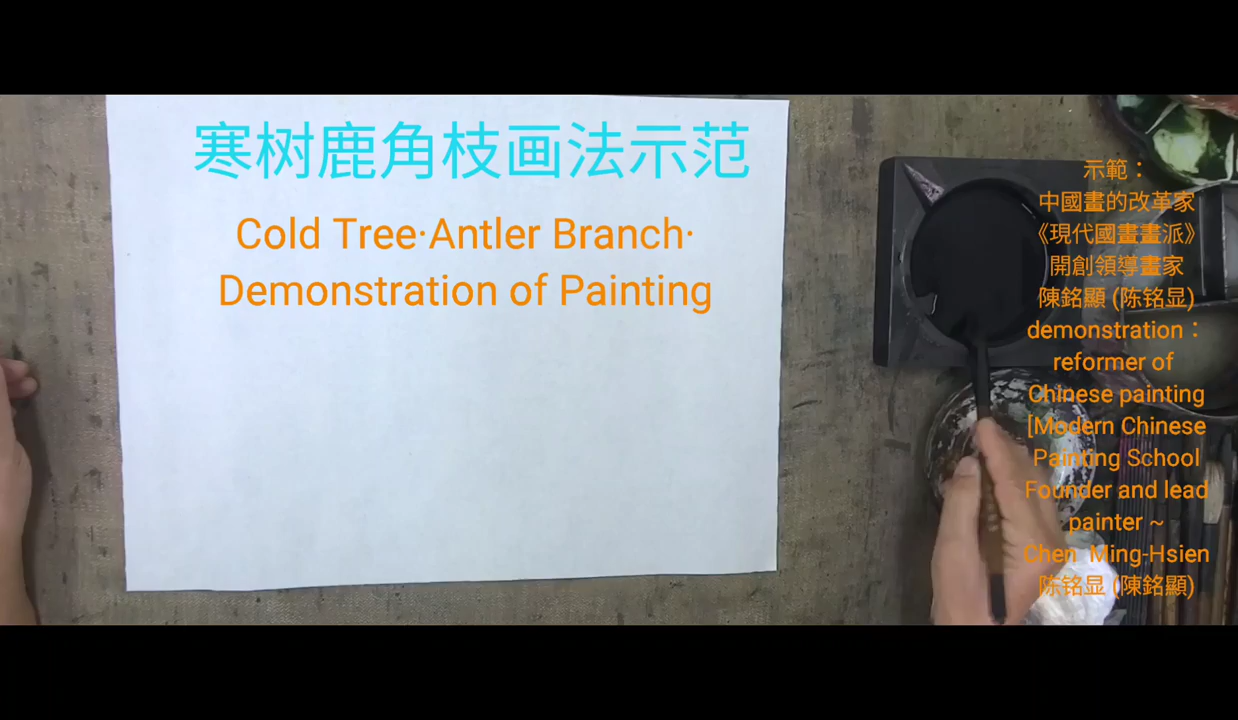 寒树鹿角枝画法示范
Cold Tree·Antler Branch·
Demonstration of Painting
示範：
中國畫的改革家
《現代國畫畫派》
開創領導畫家
陳銘顯 (陈铭显)
demonstration：
reformer of
Chinese painting
[Modern Chinese
Painting School
Founder and lead
painter ~
Chen Ming-Hsien
陈铭显 (陳銘顯)